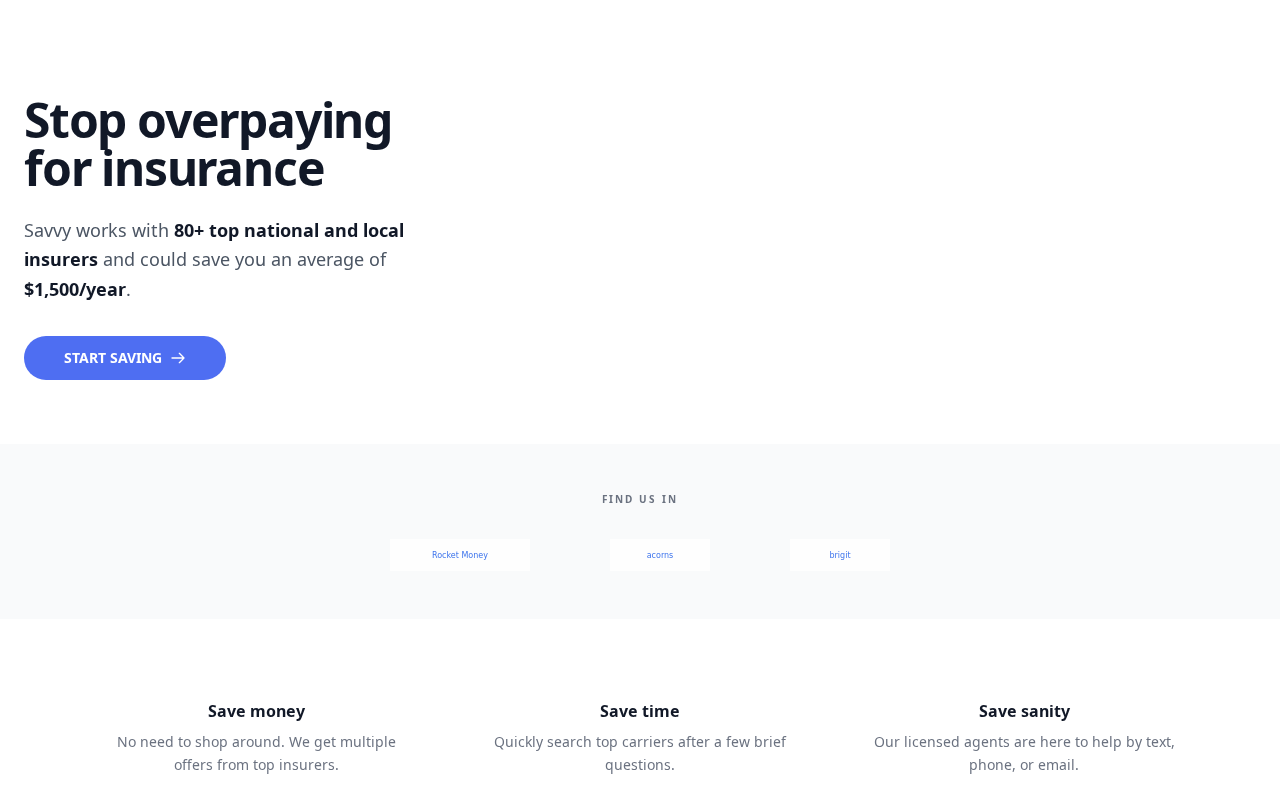 Stop overpaying
for insurance
Savvy works with 80+ top national and local
insurers and could save you an average of
$1,500/year.
START SAVING →
FIND US IN
Rocket Money
acorns
brigit
Save money
No need to shop around. We get multiple
offers from top insurers.
Save time
Quickly search top carriers after a few brief
questions.
Save sanity
Our licensed agents are here to help by text,
phone, or email.